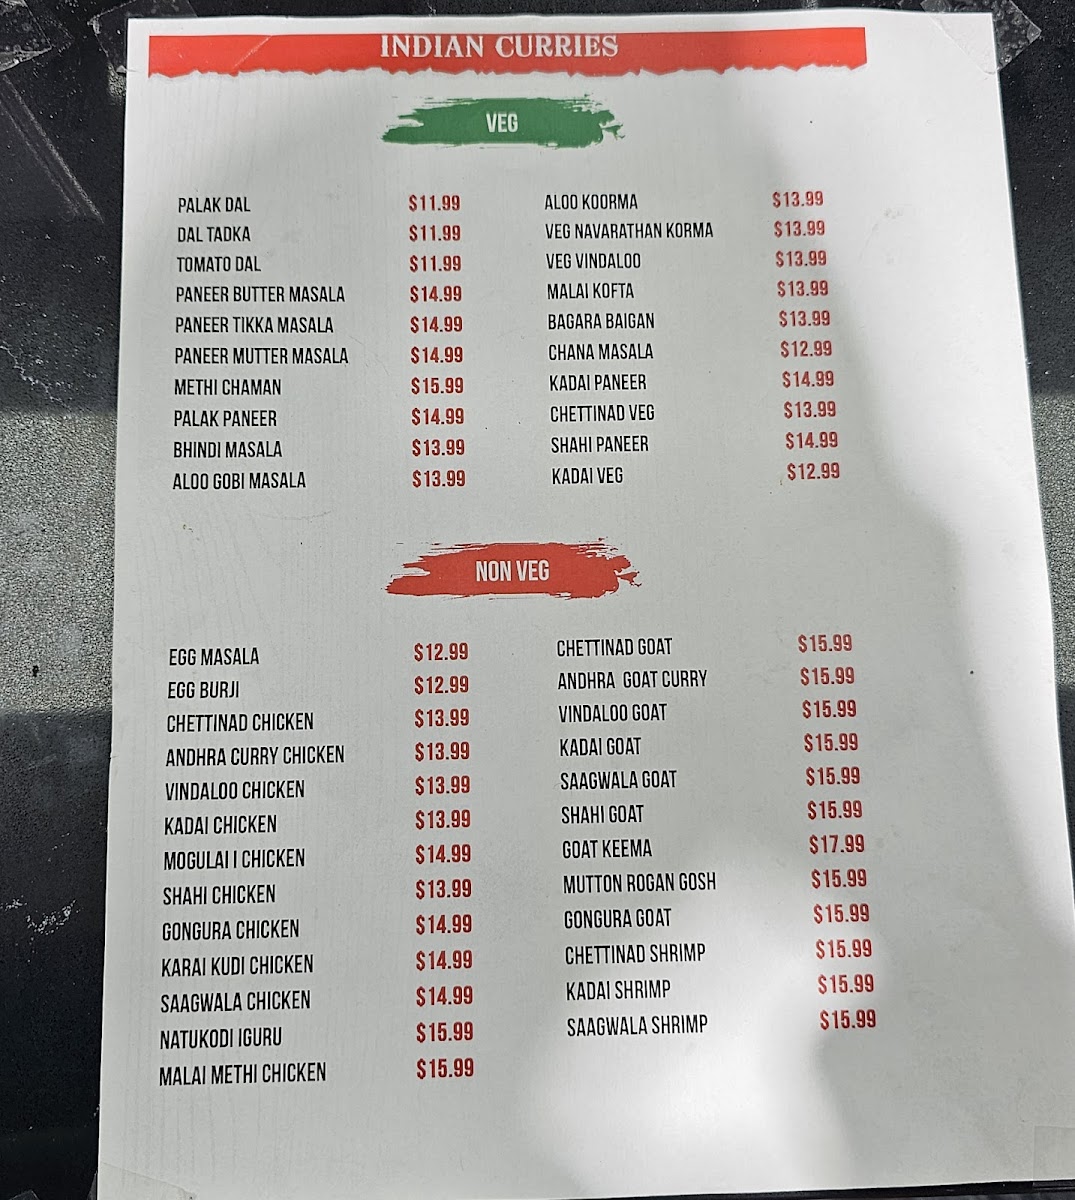 INDIAN CURRIES
VEG
PALAK DAL $11.99
DAL TADKA $11.99
TOMATO DAL $11.99
PANEER BUTTER MASALA $14.99
PANEER TIKKA MASALA $14.99
PANEER MUTTER MASALA $14.99
METHI CHAMAN $15.99
PALAK PANEER $14.99
BHINDI MASALA $13.99
ALOO GOBI MASALA $13.99
ALOO KOORMA $13.99
VEG NAVARATHAN KORMA $13.99
VEG VINDALOO $13.99
MALAI KOFTA $13.99
BAGARA BAIGAN $13.99
CHANA MASALA $12.99
KADAI PANEER $14.99
CHETTINAD VEG $13.99
SHAHI PANEER $14.99
KADAI VEG $12.99
NON VEG
EGG MASALA $12.99
EGG BURJI $12.99
CHETTINAD CHICKEN $13.99
ANDHRA CURRY CHICKEN $13.99
VINDALOO CHICKEN $13.99
KADAI CHICKEN $13.99
MOGULAI I CHICKEN $14.99
SHAHI CHICKEN $13.99
GONGURA CHICKEN $14.99
KARAI KUDI CHICKEN $14.99
SAAGWALA CHICKEN $14.99
NATUKODI IGURU $15.99
MALAI METHI CHICKEN $15.99
CHETTINAD GOAT $15.99
ANDHRA GOAT CURRY $15.99
VINDALOO GOAT $15.99
KADAI GOAT $15.99
SAAGWALA GOAT $15.99
SHAHI GOAT $15.99
GOAT KEEMA $17.99
MUTTON ROGAN GOSH $15.99
GONGURA GOAT $15.99
CHETTINAD SHRIMP $15.99
KADAI SHRIMP $15.99
SAAGWALA SHRIMP $15.99